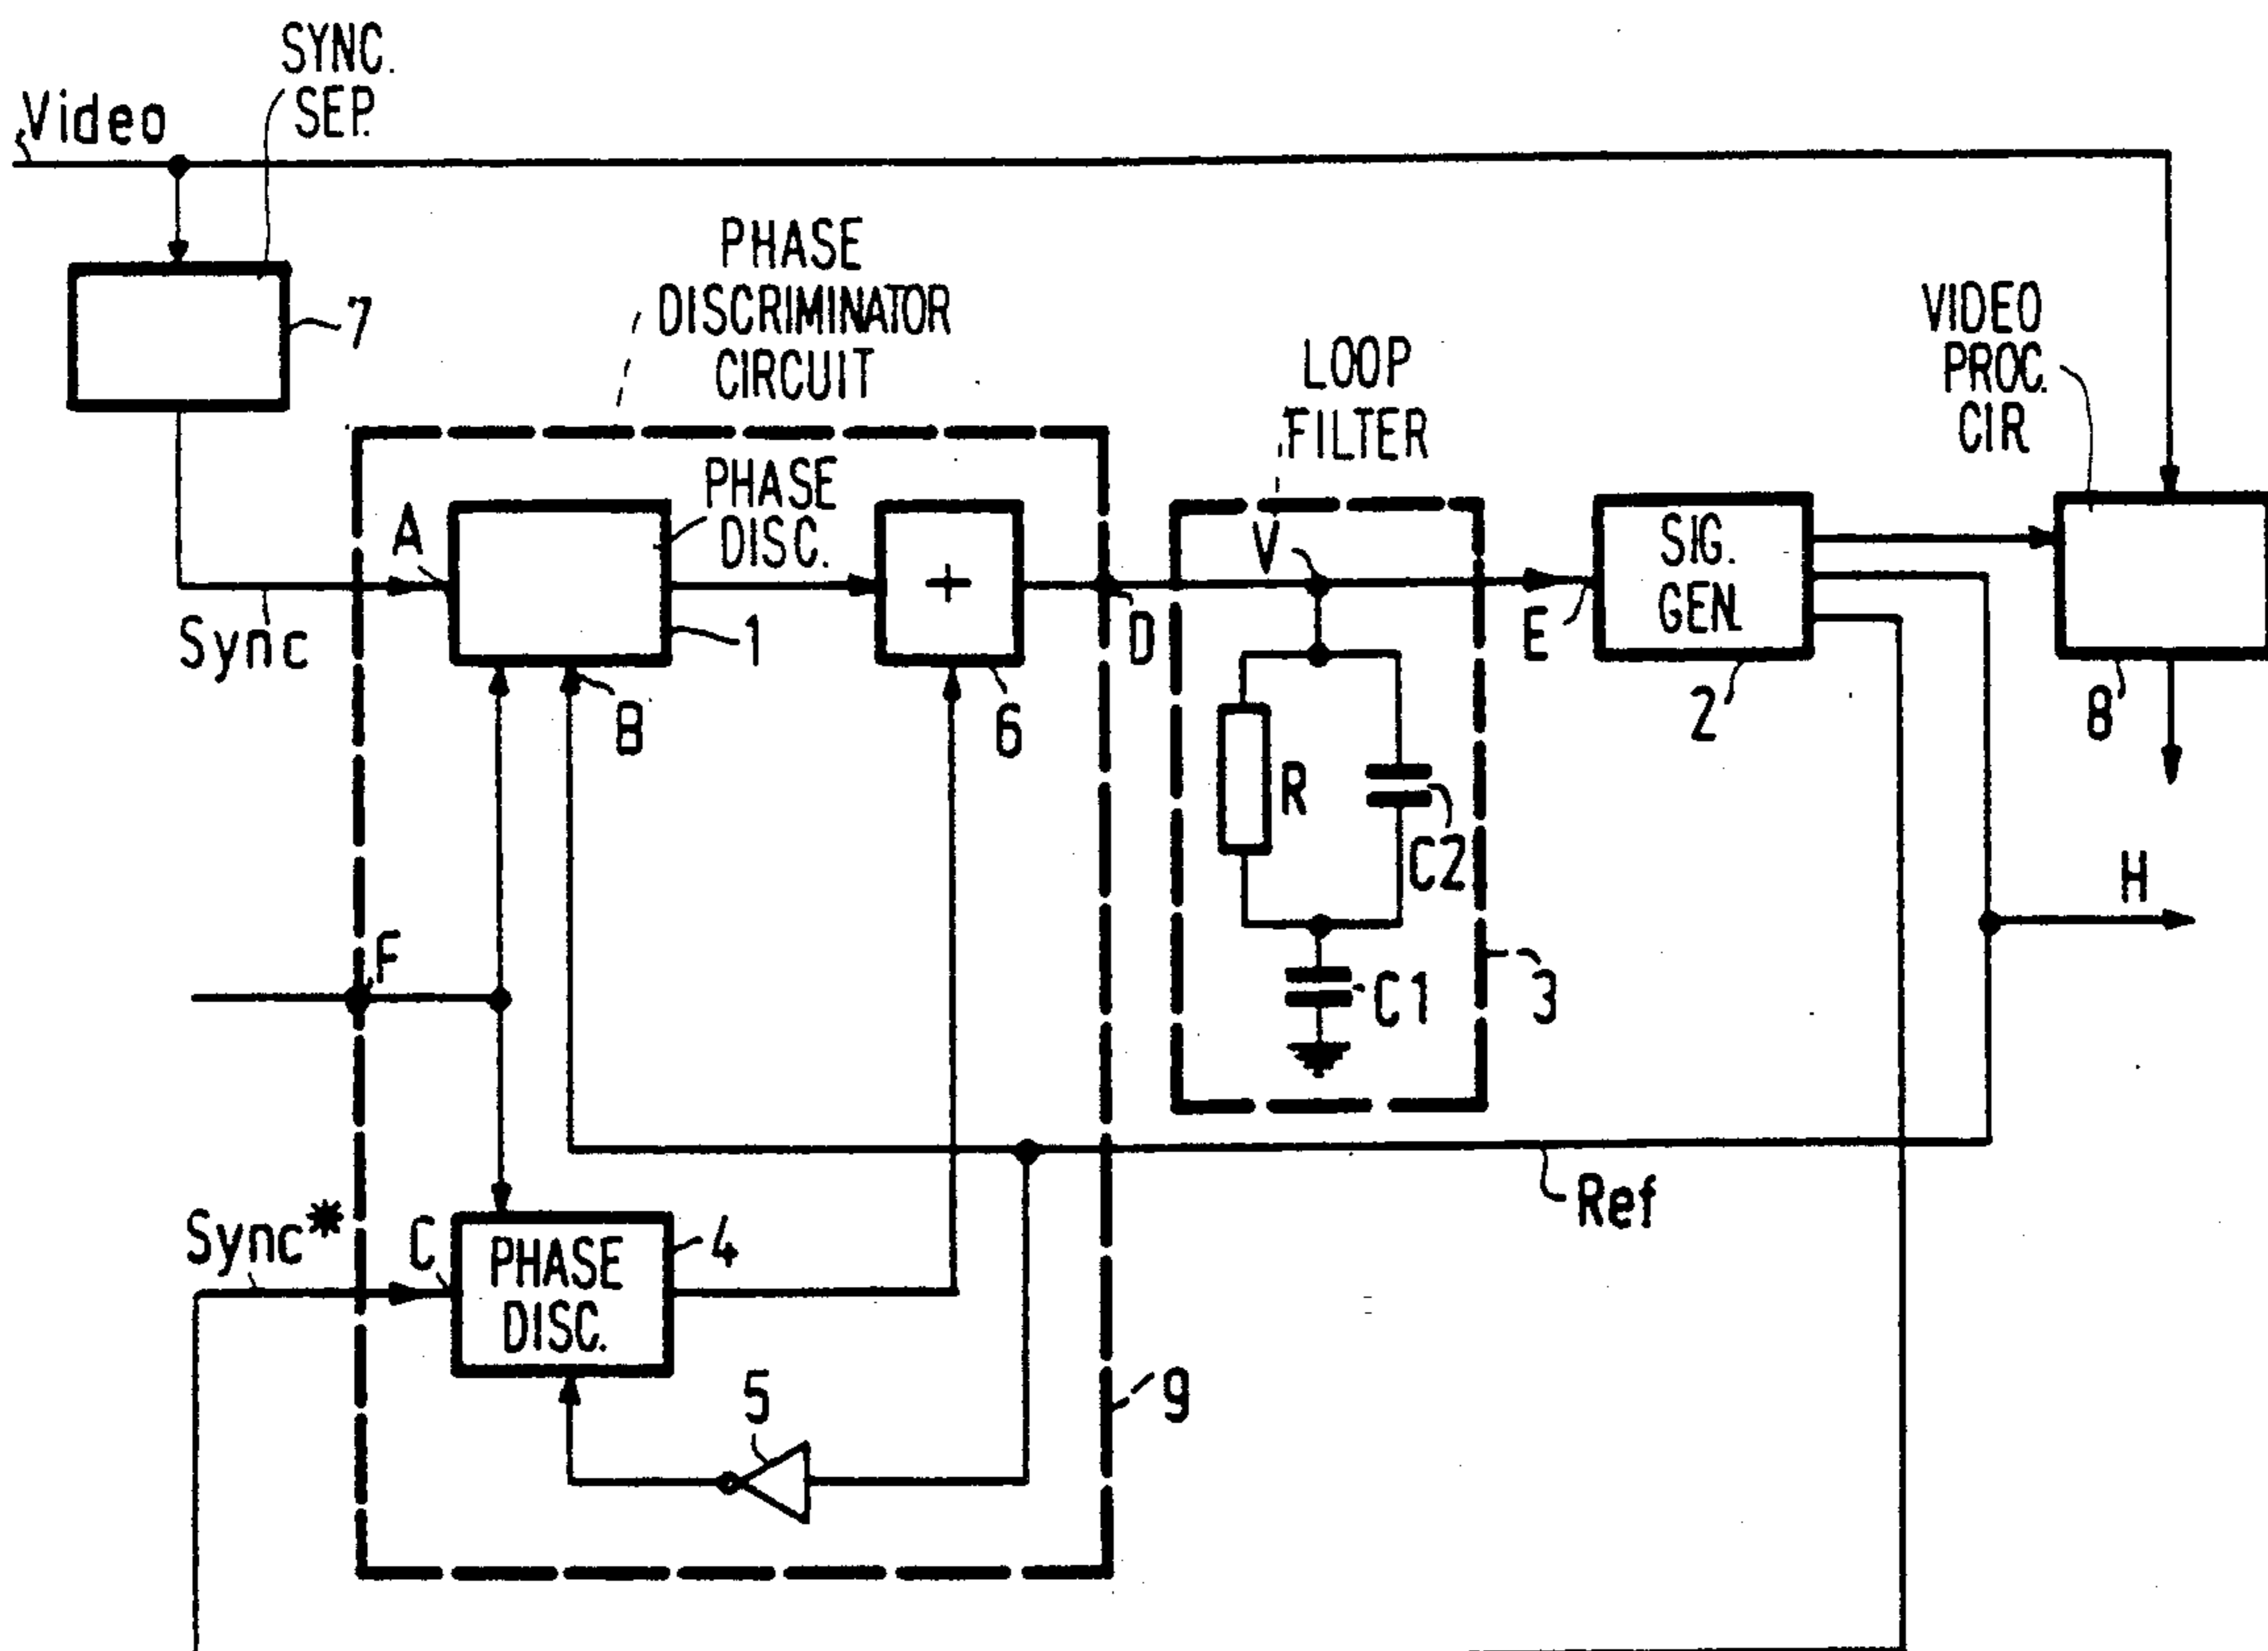 SYNC.
SEP.
Video
7
PHASE
DISCRIMINATOR
CIRCUIT
LOOP
FILTER
VIDEO
PROC.
CIR.
A
PHASE
DISC.
1
Sync
B
+
6
D
V
E
SIG.
GEN.
2
8
R
C2
C1
3
H
F
Ref
Sync*
C
PHASE
DISC.
4
5
9